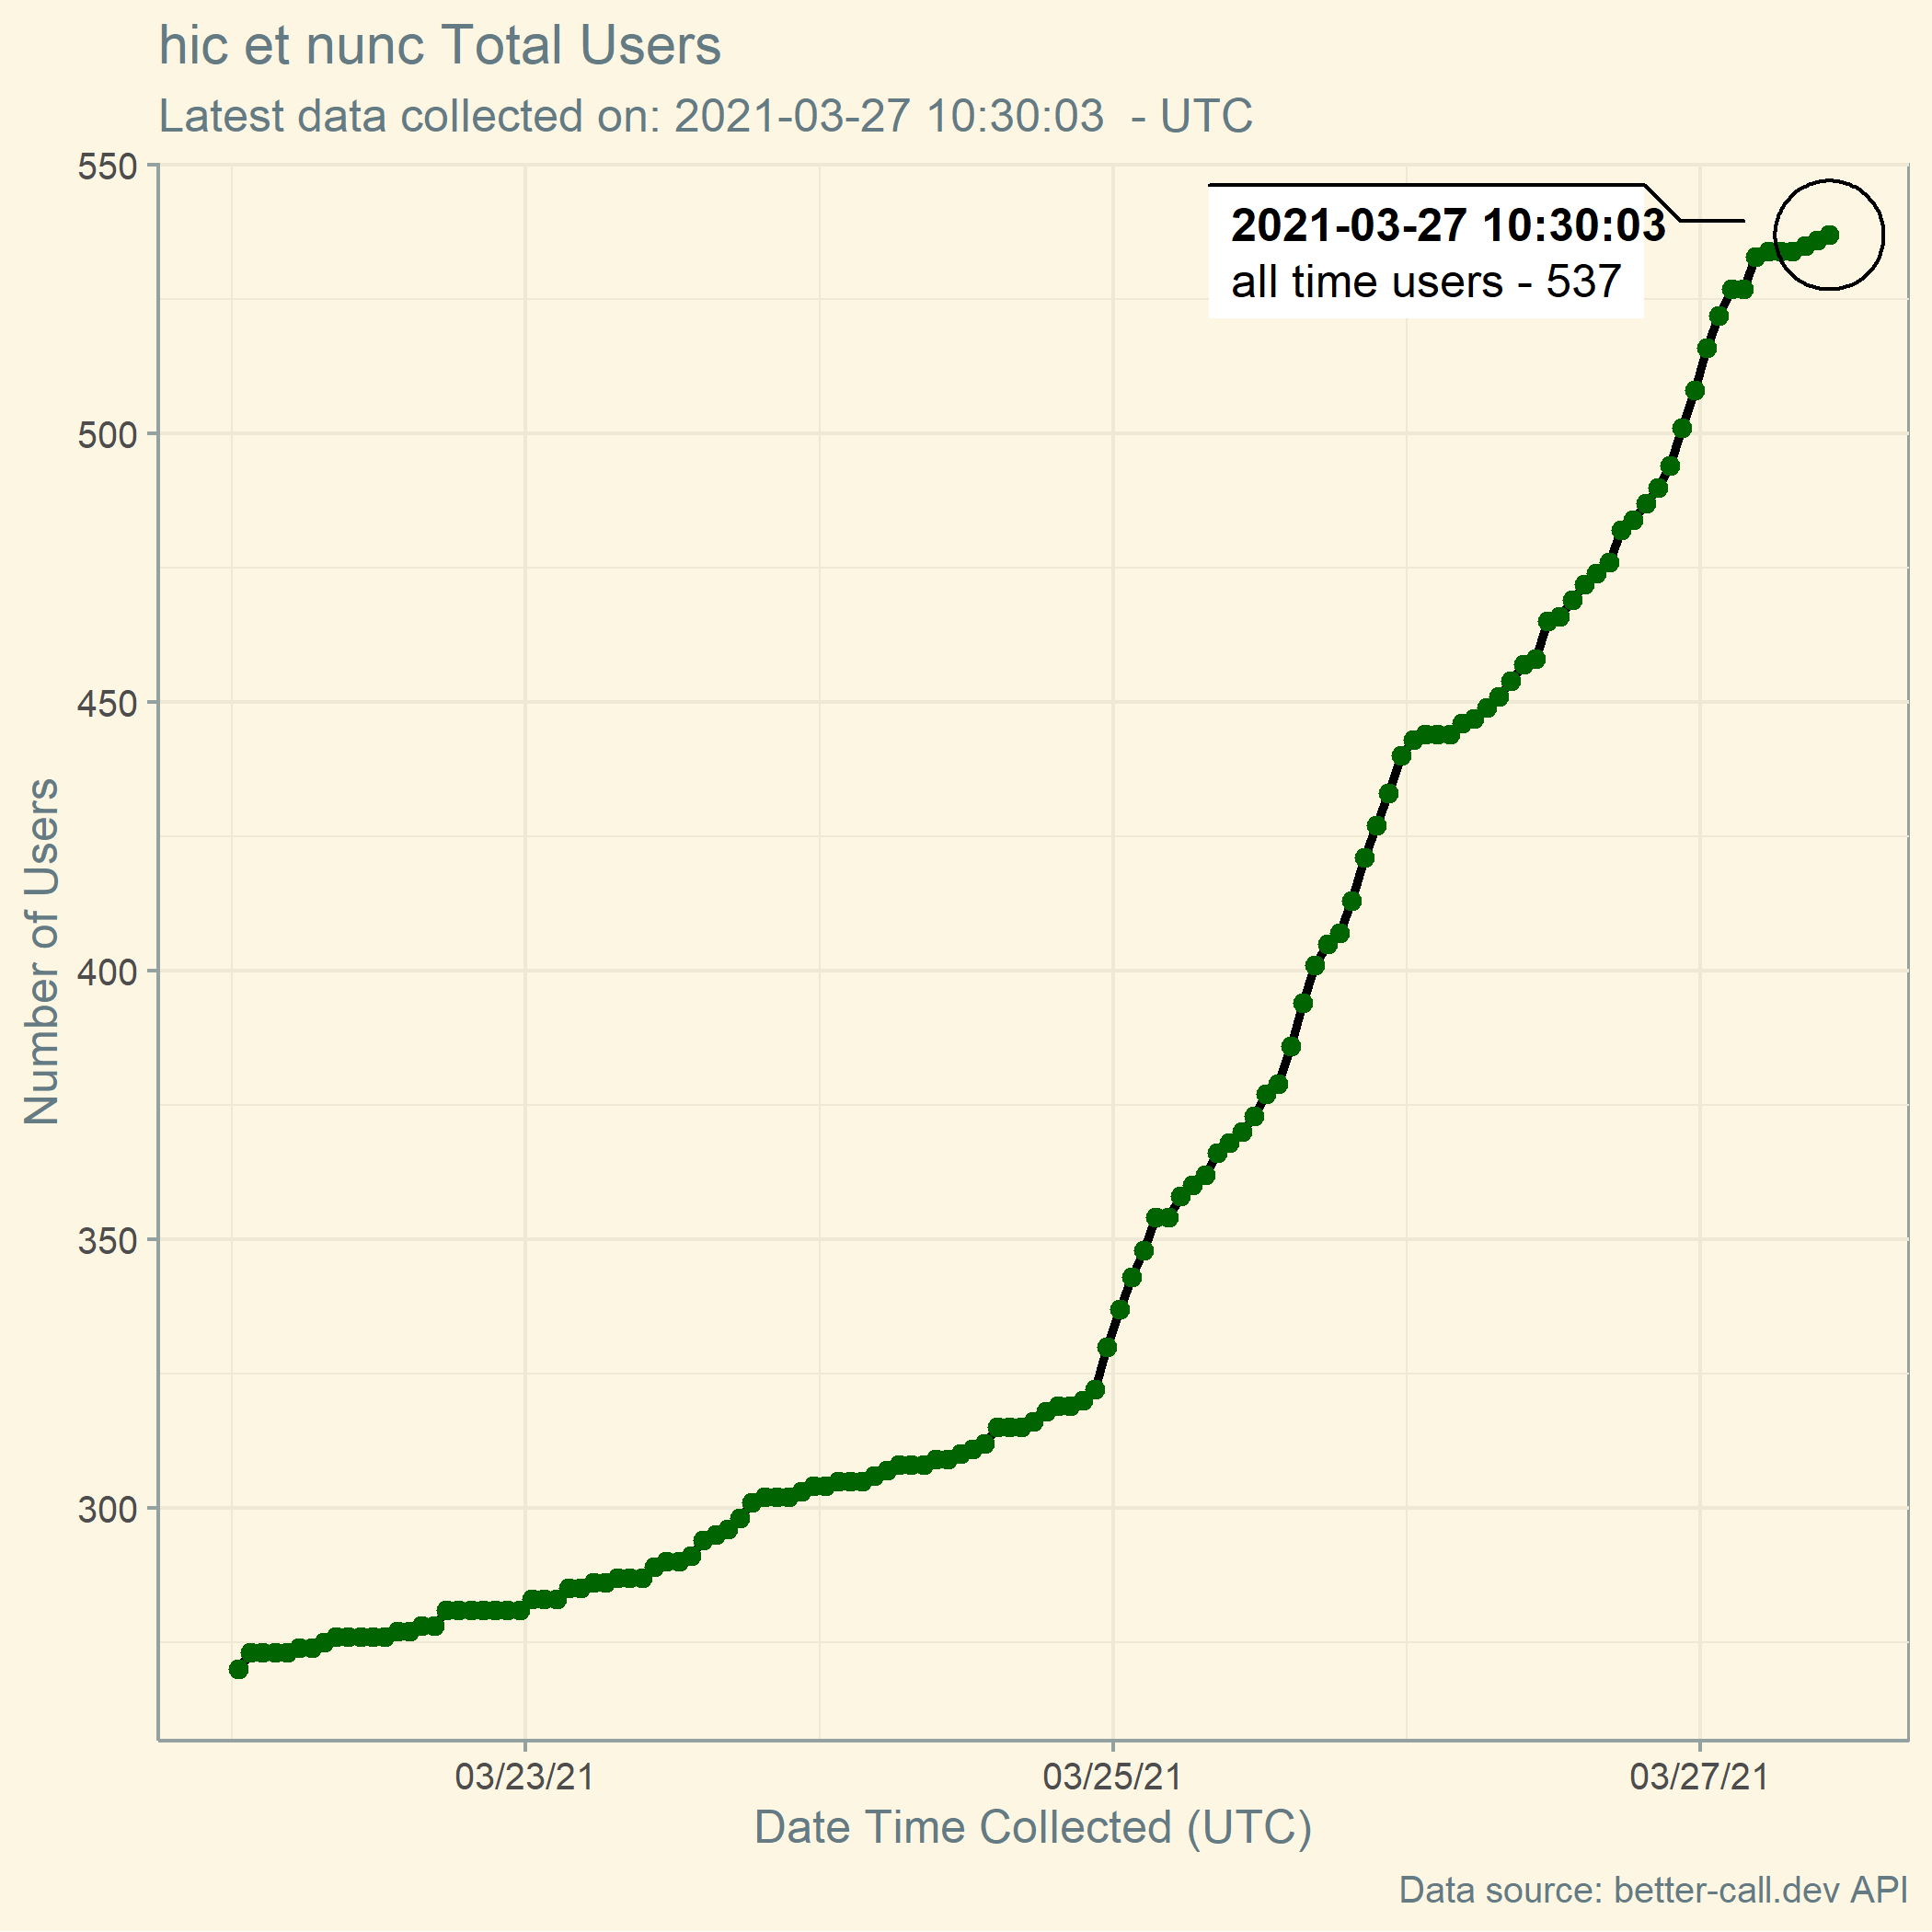 hic et nunc Total Users
Latest data collected on: 2021-03-27 10:30:03  - UTC
550
500
450
400
350
300
Number of Users
2021-03-27 10:30:03
all time users - 537
03/23/21
03/25/21
03/27/21
Date Time Collected (UTC)
Data source: better-call.dev API